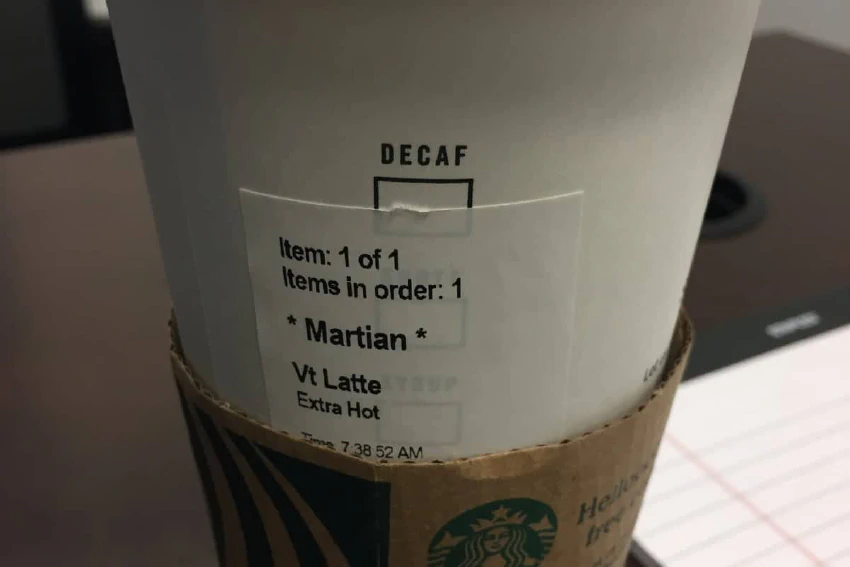 DECAF
Item: 1 of 1
Items in order: 1
* Martian *
Vt Latte
Extra Hot
Time 7:38:52 AM
free